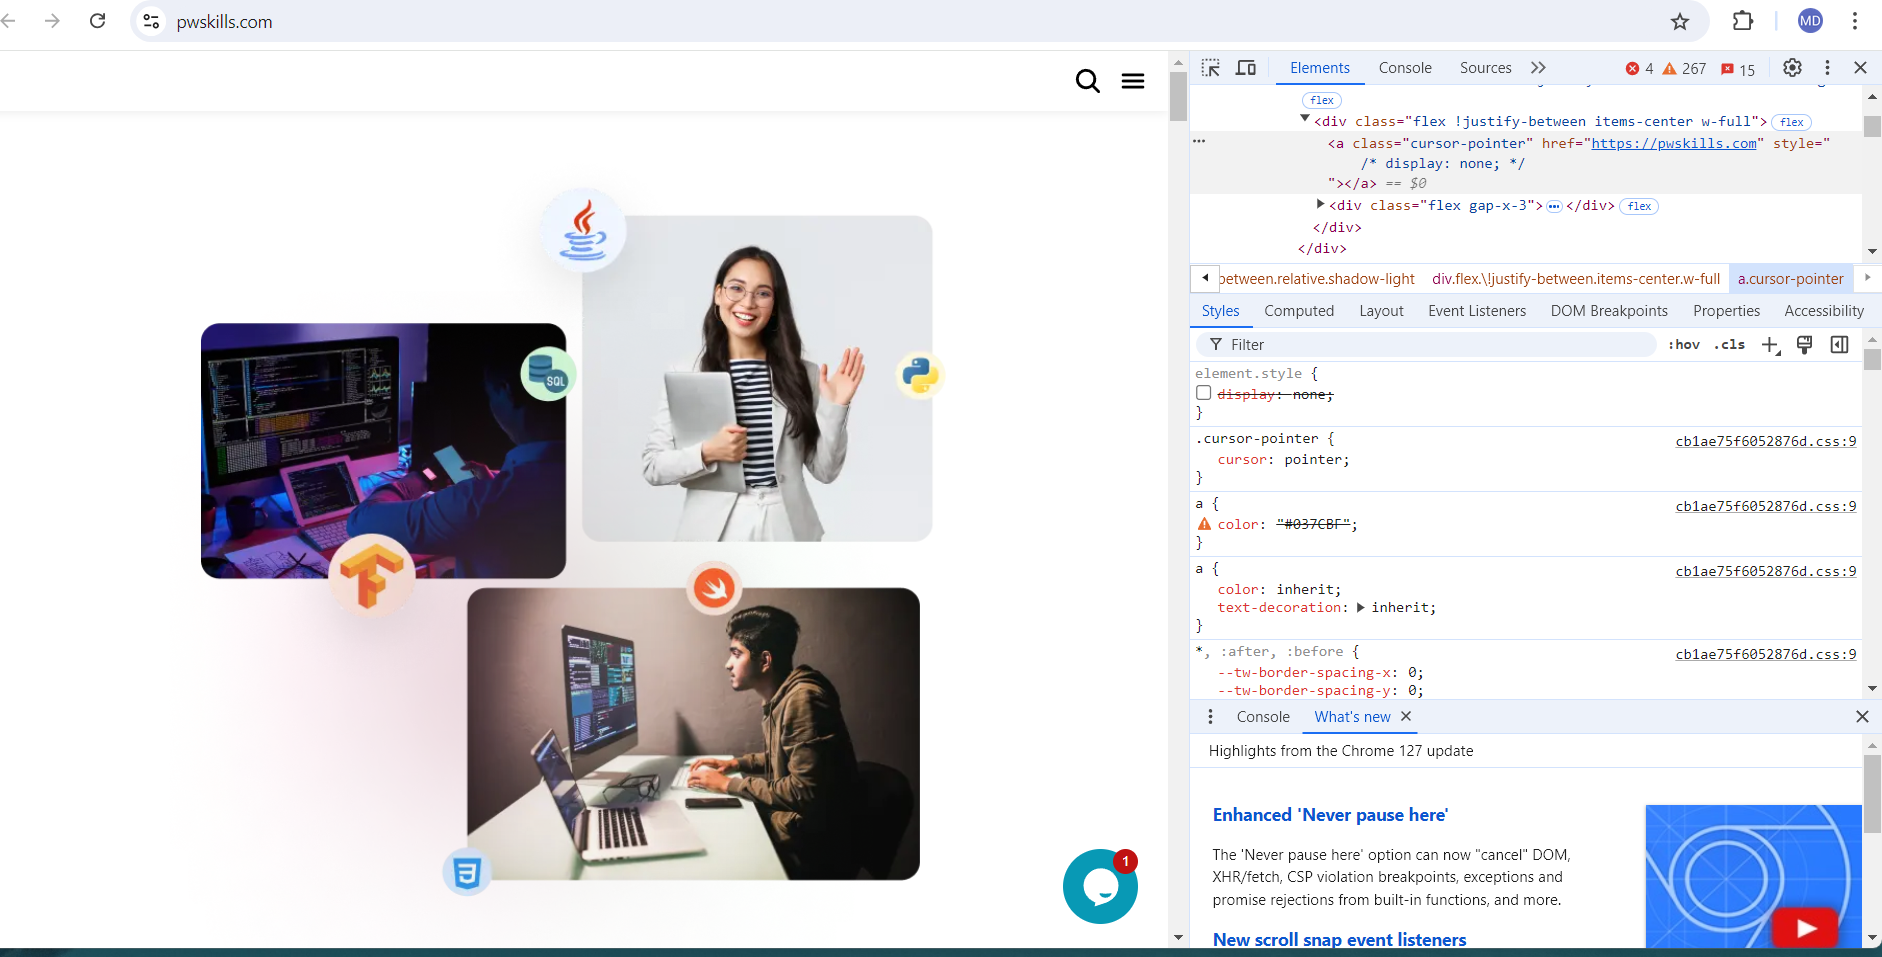 pwskills.com
MD
Elements Console Sources 4 267 15
flex
<div class="flex !justify-between items-center w-full"> flex
<a class="cursor-pointer" href="https://pwskills.com" style="
/* display: none; */
"></a> == $0
<div class="flex gap-x-3"> ••• </div> flex
</div>
</div>
between.relative.shadow-light div.flex.\!justify-between.items-center.w-full a.cursor-pointer
Styles Computed Layout Event Listeners DOM Breakpoints Properties Accessibility
Filter :hov .cls
element.style {
display: none;
}
.cursor-pointer { cb1ae75f6052876d.css:9
cursor: pointer;
}
a { cb1ae75f6052876d.css:9
color: "#037CBF";
}
a { cb1ae75f6052876d.css:9
color: inherit;
text-decoration: inherit;
}
*, :after, :before { cb1ae75f6052876d.css:9
--tw-border-spacing-x: 0;
--tw-border-spacing-y: 0;
Console What's new
Highlights from the Chrome 127 update
Enhanced 'Never pause here'
The 'Never pause here' option can now "cancel" DOM,
XHR/fetch, CSP violation breakpoints, exceptions and
promise rejections from built-in functions, and more.
New scroll snap event listeners
SQL
1